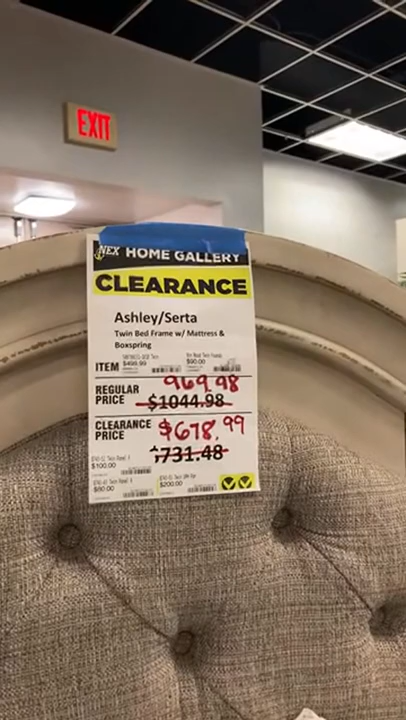 EXIT
NEX HOME GALLERY
CLEARANCE
Ashley/Serta
Twin Bed Frame w/ Mattress &
Boxspring
ITEM $499.99 $90.00
969.98
REGULAR
PRICE $1044.98
CLEARANCE $678.99
PRICE $731.48
$100.00
$80.00 $200.00